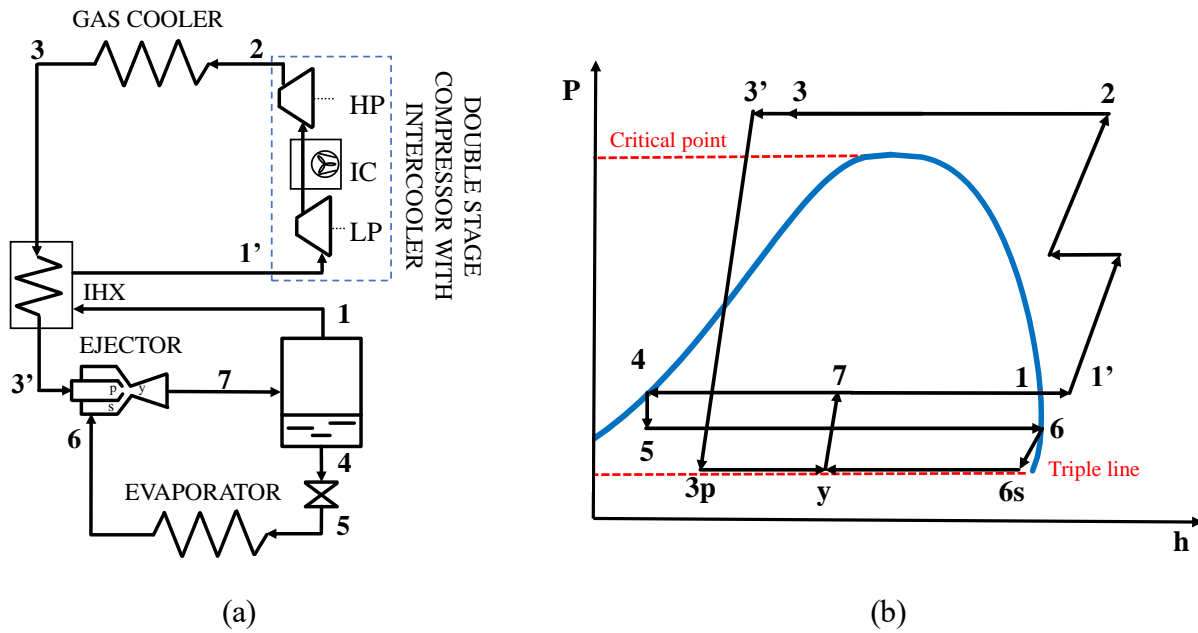 GAS COOLER
3
2
HP
IC
LP
DOUBLE STAGE
COMPRESSOR WITH
INTERCOOLER
1’
IHX
1
EJECTOR
3’
p
y
s
7
6
4
EVAPORATOR
5
(a)
P
3’
3
2
Critical point
4
7
1
1’
5
6
Triple line
3p
y
6s
h
(b)